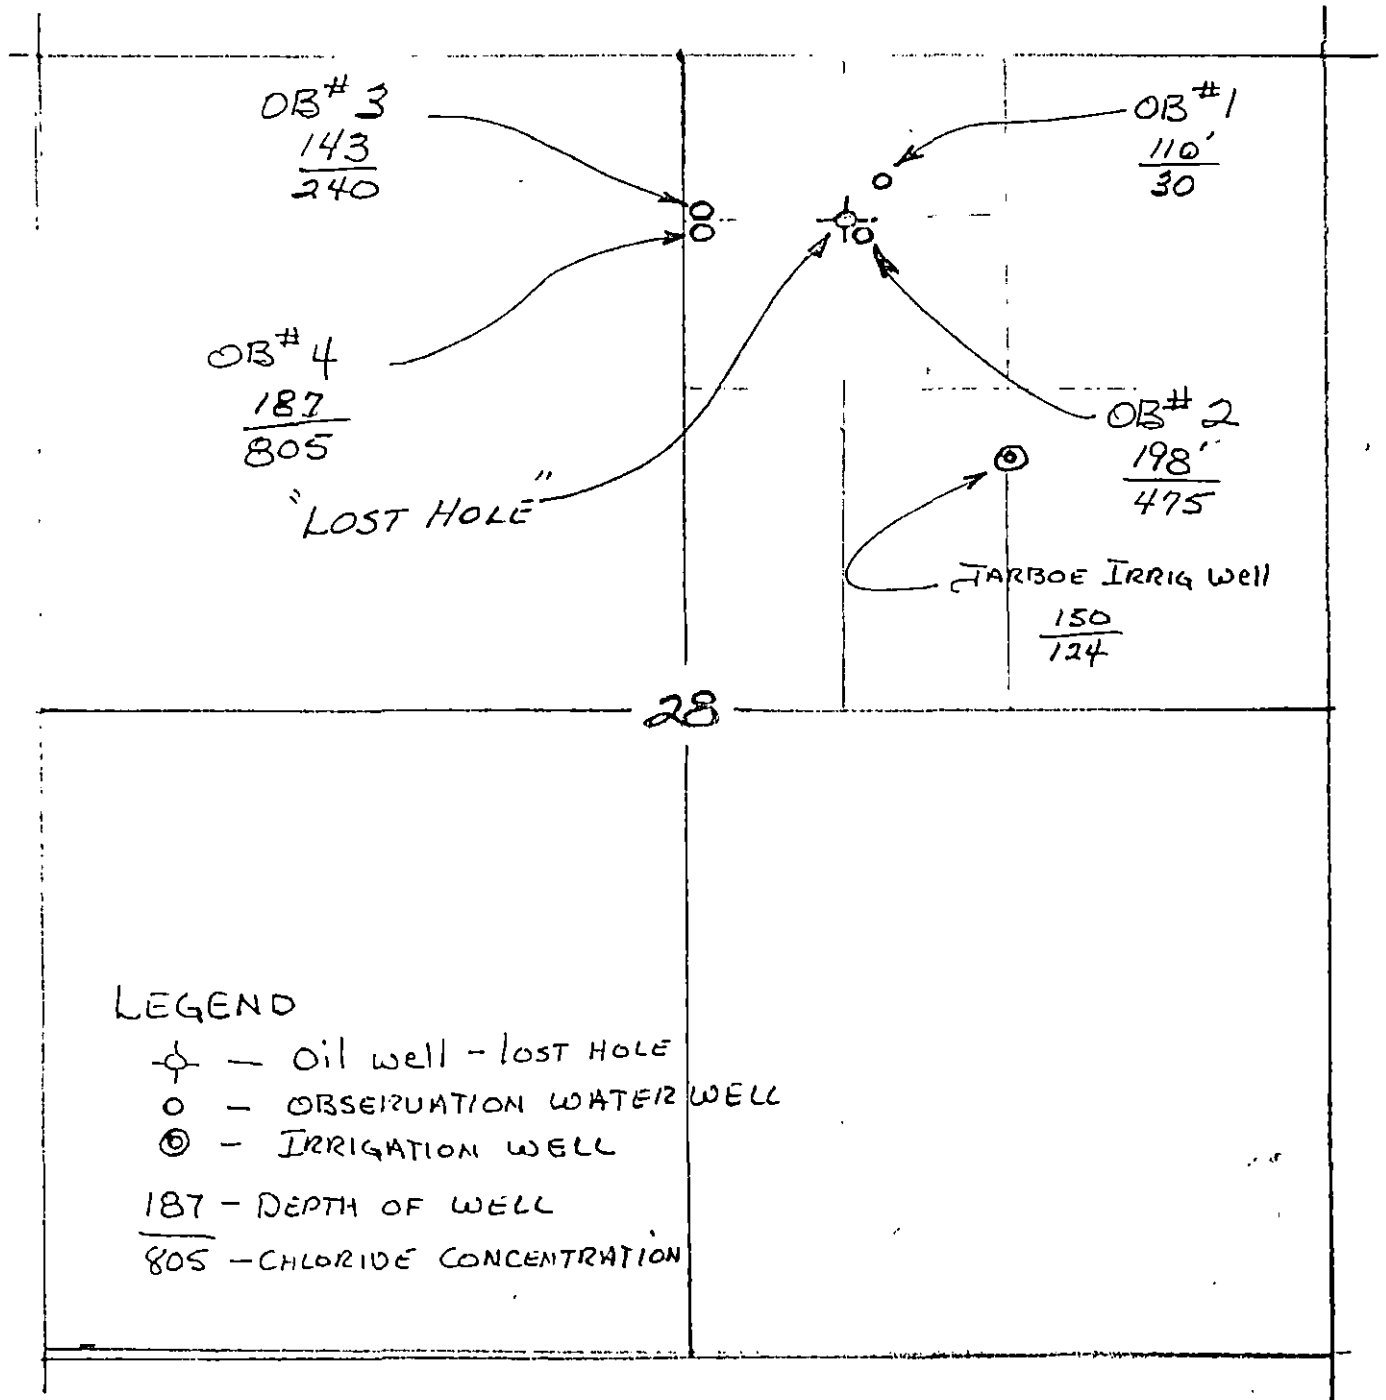 OB#3
143
240
OB#1
110'
30
OB#4
187
805
"LOST HOLE"
OB#2
198'
475
JARBOE IRRIG Well
150
124
28
LEGEND
— Oil well - lOST HOLE
- OBSERVATION WATER WELL
- IRRIGATION WELL
187 - DEPTH OF WELL
805 - CHLORIDE CONCENTRATION